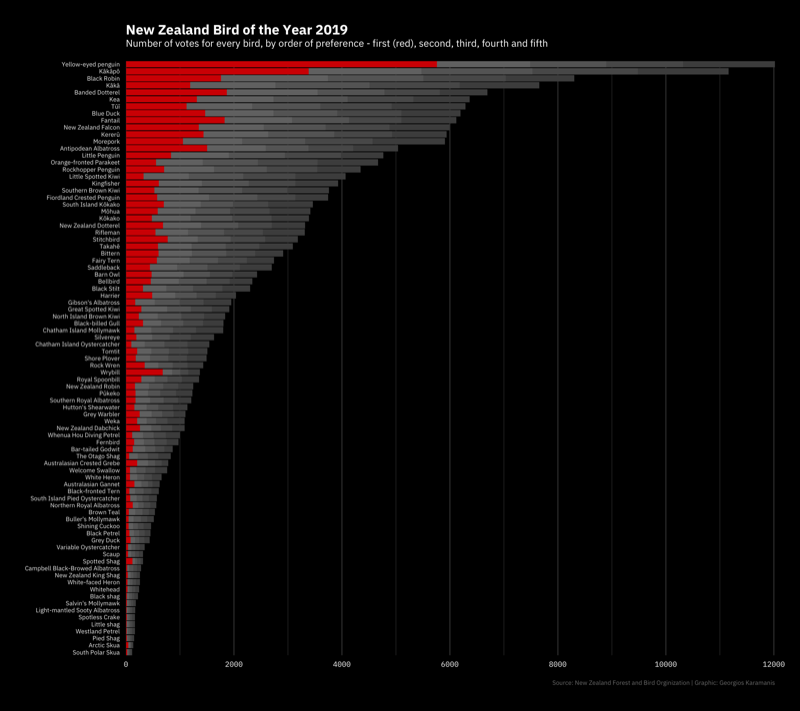 New Zealand Bird of the Year 2019
Number of votes for every bird, by order of preference - first (red), second, third, fourth and fifth
Yellow-eyed penguin
Kākāpō
Black Robin
Kākā
Banded Dotterel
Kea
Tūī
Blue Duck
Fantail
New Zealand Falcon
Kererū
Morepork
Antipodean Albatross
Little Penguin
Orange-fronted Parakeet
Rockhopper Penguin
Little Spotted Kiwi
Kingfisher
Southern Brown Kiwi
Fiordland Crested Penguin
South Island Kōkako
Mōhua
Kōkako
New Zealand Dotterel
Rifleman
Stitchbird
Takahē
Bittern
Fairy Tern
Saddleback
Barn Owl
Bellbird
Black Stilt
Harrier
Gibson's Albatross
Great Spotted Kiwi
North Island Brown Kiwi
Black-billed Gull
Chatham Island Mollymawk
Silvereye
Chatham Island Oystercatcher
Tomtit
Shore Plover
Rock Wren
Wrybill
Royal Spoonbill
New Zealand Robin
Pūkeko
Southern Royal Albatross
Hutton's Shearwater
Grey Warbler
Weka
New Zealand Dabchick
Whenua Hou Diving Petrel
Fernbird
Bar-tailed Godwit
The Otago Shag
Australasian Crested Grebe
Welcome Swallow
White Heron
Australasian Gannet
Black-fronted Tern
South Island Pied Oystercatcher
Northern Royal Albatross
Brown Teal
Buller's Mollymawk
Shining Cuckoo
Black Petrel
Grey Duck
Variable Oystercatcher
Scaup
Spotted Shag
Campbell Black-Browed Albatross
New Zealand King Shag
White-faced Heron
Whitehead
Black shag
Salvin's Mollymawk
Light-mantled Sooty Albatross
Spotless Crake
Little shag
Westland Petrel
Pied Shag
Arctic Skua
South Polar Skua
0 2000 4000 6000 8000 10000 12000
Source: New Zealand Forest and Bird Orginization | Graphic: Georgios Karamanis